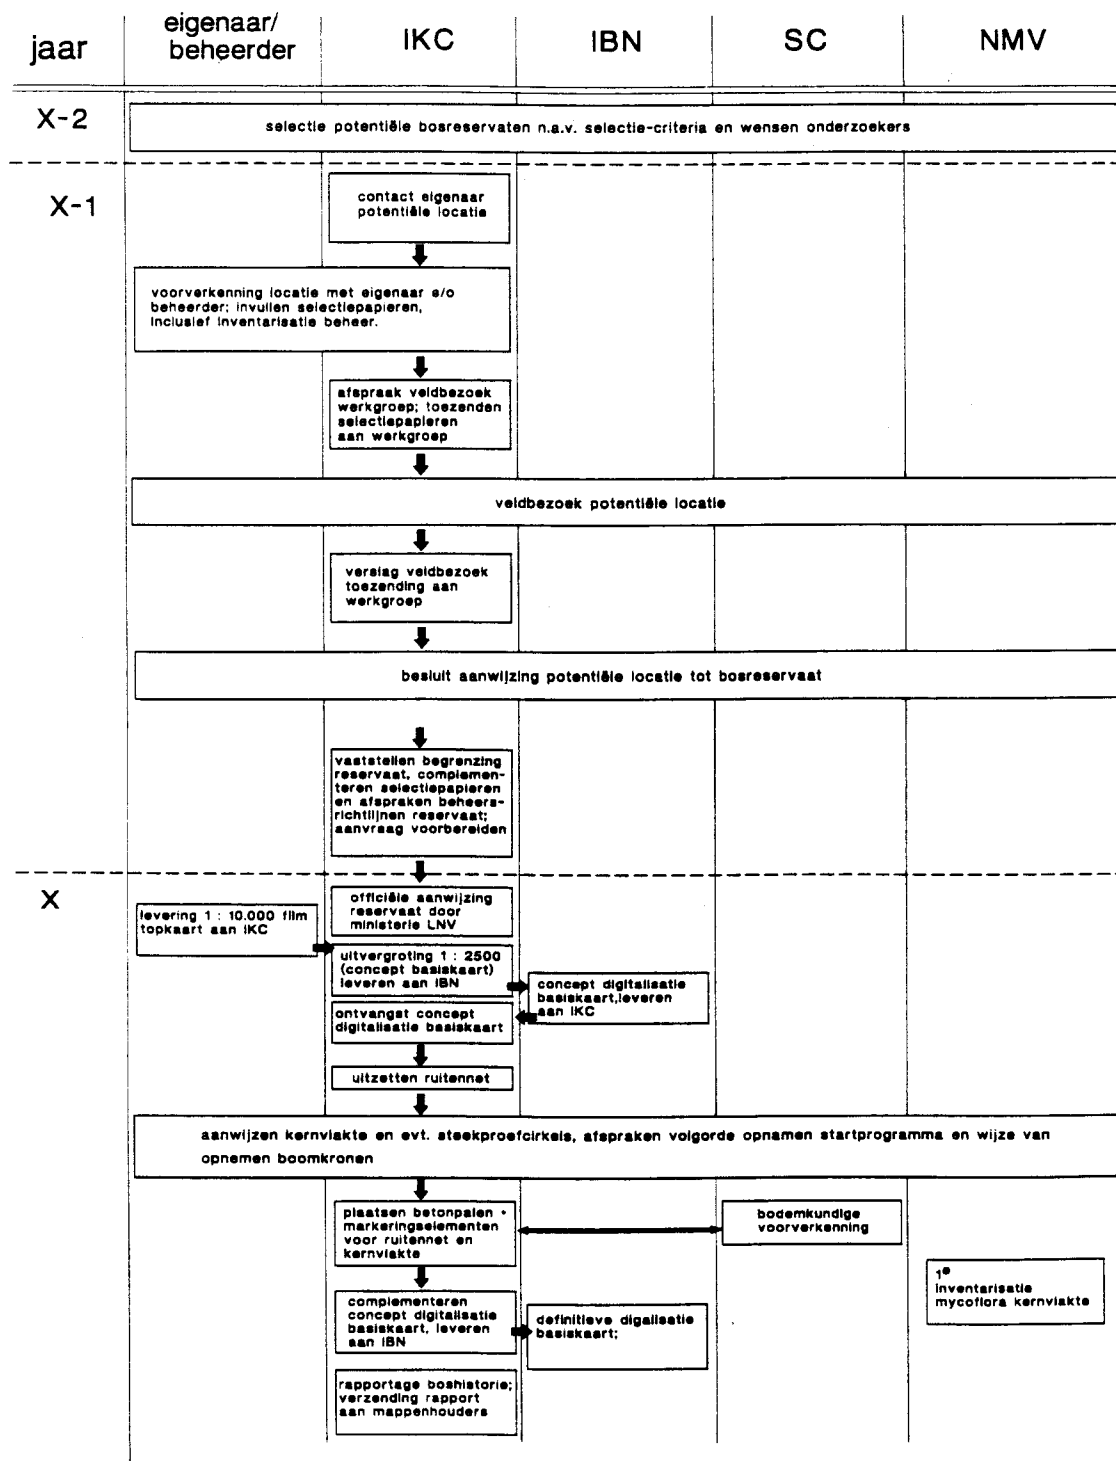 jaar
eigenaar/
beheerder
IKC
IBN
SC
NMV
X-2
selectie potentiële bosreservaten n.a.v. selectie-criteria en wensen onderzoekers
X-1
contact eigenaar
potentiële locatie
voorverkenning locatie met eigenaar e/o
beheerder; invullen selectiepapieren,
inclusief inventarisatie beheer.
afspraak veldbezoek
werkgroep; toezenden
selectiepapieren
aan werkgroep
veldbezoek potentiële locatie
verslag veldbezoek
toezending aan
werkgroep
besluit aanwijzing potentiële locatie tot bosreservaat
vaststellen begrenzing
reservaat, complemen-
teren selectiepapieren
en afspraken beheers-
richtlijnen reservaat;
aanvraag voorbereiden
X
officiële aanwijzing
reservaat door
ministerie LNV
levering 1 : 10.000 film
topkaart aan IKC
uitvergroting 1 : 2500
(concept basiskaart)
leveren aan IBN
concept digitalisatie
basiskaart,leveren
aan IKC
ontvangst concept
digitalisatie basiskaart
uitzetten ruitennet
aanwijzen kernvlakte en evt. steekproefcirkels, afspraken volgorde opnamen startprogramma en wijze van
opnemen boomkronen
plaatsen betonpalen +
markeringselementen
voor ruitennet en
kernvlakte
bodemkundige
voorverkenning
1e
inventarisatie
mycoflora kernvlakte
complementeren
concept digitalisatie
basiskaart, leveren
aan IBN
definitieve digalisatie
basiskaart;
rapportage boshistorie;
verzending rapport
aan mappenhouders